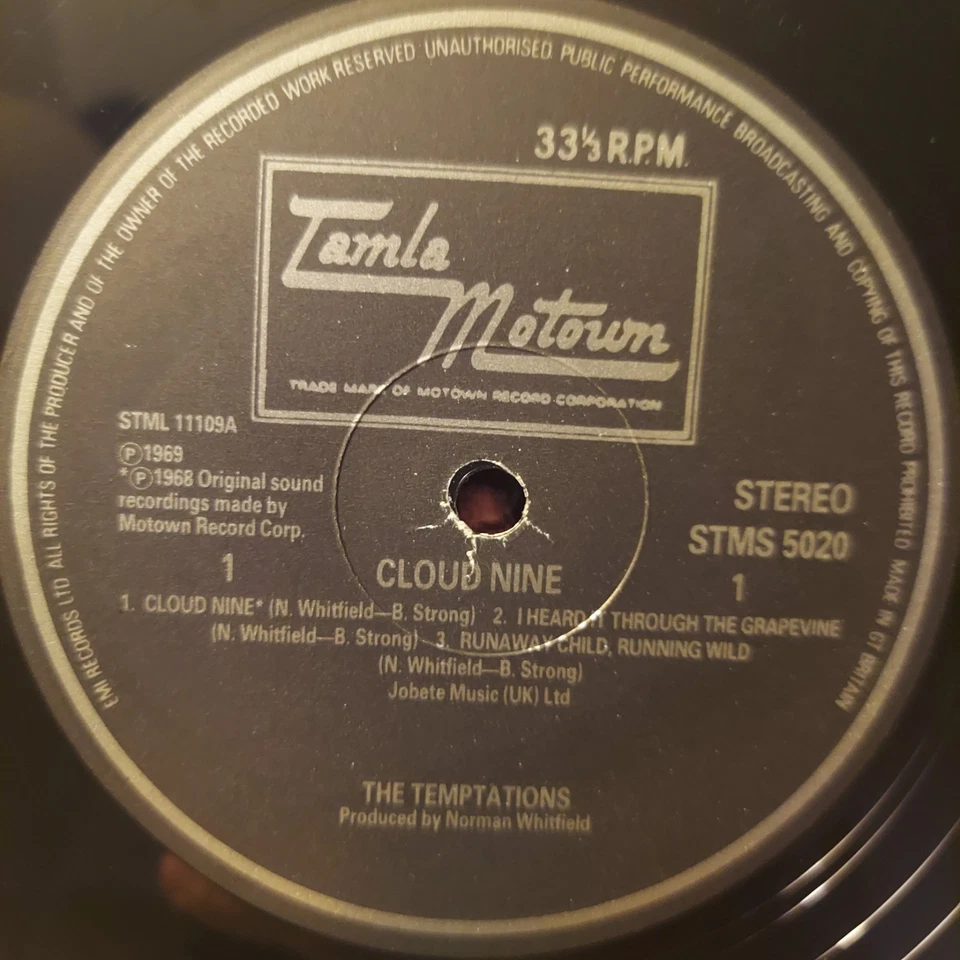 EMI RECORDS LTD ALL RIGHTS OF THE PRODUCER AND OF THE OWNER OF THE RECORDED WORK RESERVED UNAUTHORISED PUBLIC PERFORMANCE BROADCASTING AND COPYING OF THIS RECORD PROHIBITED MADE IN GT BRITAIN
33⅓ R.P.M.
Tamla
Motown
TRADE MARK OF MOTOWN RECORD CORPORATION
STML 11109A
Ⓟ1969
*Ⓟ1968 Original sound
recordings made by
Motown Record Corp.
1
STEREO
STMS 5020
1
CLOUD NINE
1. CLOUD NINE* (N. Whitfield—B. Strong) 2. I HEARD IT THROUGH THE GRAPEVINE
(N. Whitfield—B. Strong) 3. RUNAWAY CHILD, RUNNING WILD
(N. Whitfield—B. Strong)
Jobete Music (UK) Ltd
THE TEMPTATIONS
Produced by Norman Whitfield